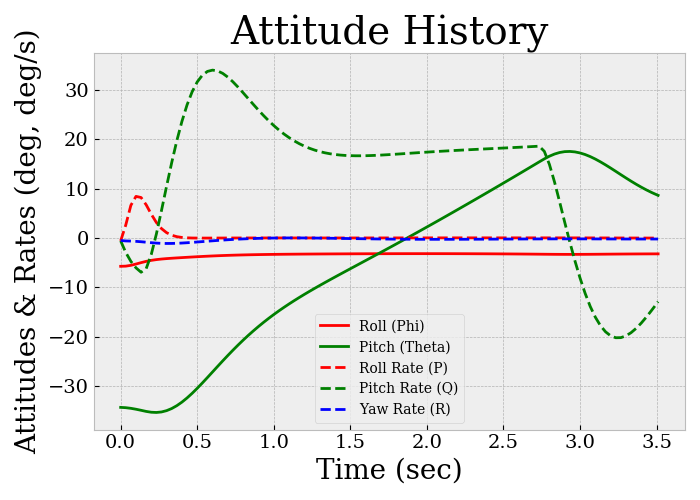 Attitude History
Attitudes & Rates (deg, deg/s)
30
20
10
0
−10
−20
−30
Roll (Phi)
Pitch (Theta)
Roll Rate (P)
Pitch Rate (Q)
Yaw Rate (R)
0.0 0.5 1.0 1.5 2.0 2.5 3.0 3.5
Time (sec)